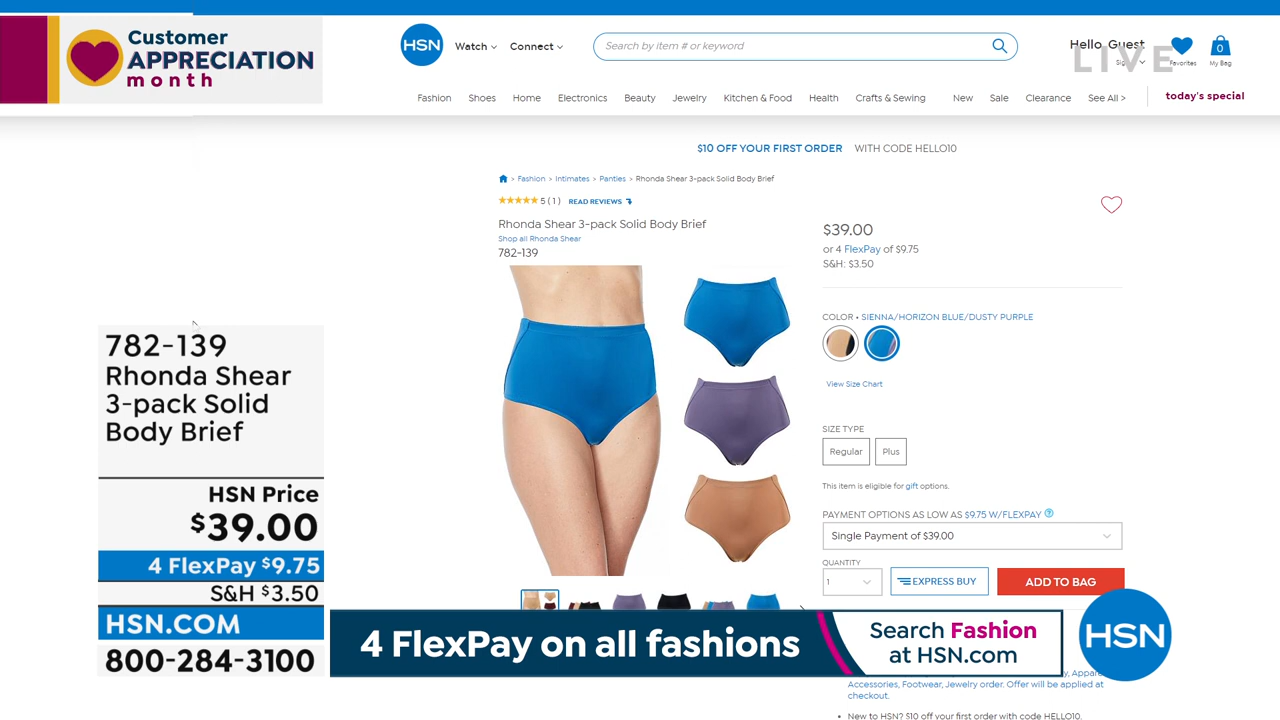 Customer
APPRECIATION
month
HSN
Watch
Connect
Search by item # or keyword
Hello, Guest
LIVE
Favorites
0
My Bag
Fashion
Shoes
Home
Electronics
Beauty
Jewelry
Kitchen & Food
Health
Crafts & Sewing
New
Sale
Clearance
See All >
today's special
$10 OFF YOUR FIRST ORDER WITH CODE HELLO10
> Fashion > Intimates > Panties > Rhonda Shear 3-pack Solid Body Brief
5 ( 1 ) READ REVIEWS
Rhonda Shear 3-pack Solid Body Brief
Shop all Rhonda Shear
782-139
$39.00
or 4 FlexPay of $9.75
S&H: $3.50
COLOR • SIENNA/HORIZON BLUE/DUSTY PURPLE
View Size Chart
SIZE TYPE
Regular
Plus
This item is eligible for gift options.
PAYMENT OPTIONS AS LOW AS $9.75 W/FLEXPAY ?
Single Payment of $39.00
QUANTITY
1
EXPRESS BUY
ADD TO BAG
782-139
Rhonda Shear
3-pack Solid
Body Brief
HSN Price
$39.00
4 FlexPay $9.75
S&H $3.50
HSN.COM
800-284-3100
4 FlexPay on all fashions
Search Fashion
at HSN.com
HSN
Accessories, Footwear, Jewelry order. Offer will be applied at
checkout.
• New to HSN? $10 off your first order with code HELLO10.